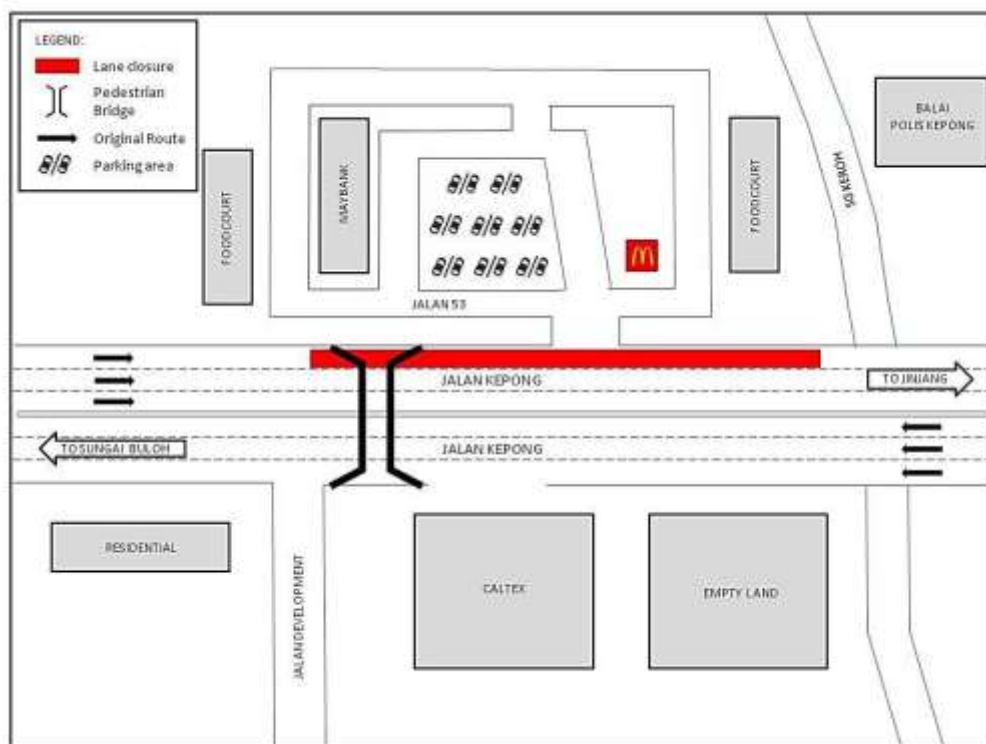 LEGEND:
Lane closure
Pedestrian
Bridge
Original Route
Parking area
FOODCOURT
MAYBANK
FOODCOURT
SG KEROH
BALAI
POLIS KEPONG
JALAN 53
JALAN KEPONG
TO JINJANG
TO SUNGAI BULOH
JALAN KEPONG
RESIDENTIAL
JALAN DEVELOPMENT
CALTEX
EMPTY LAND